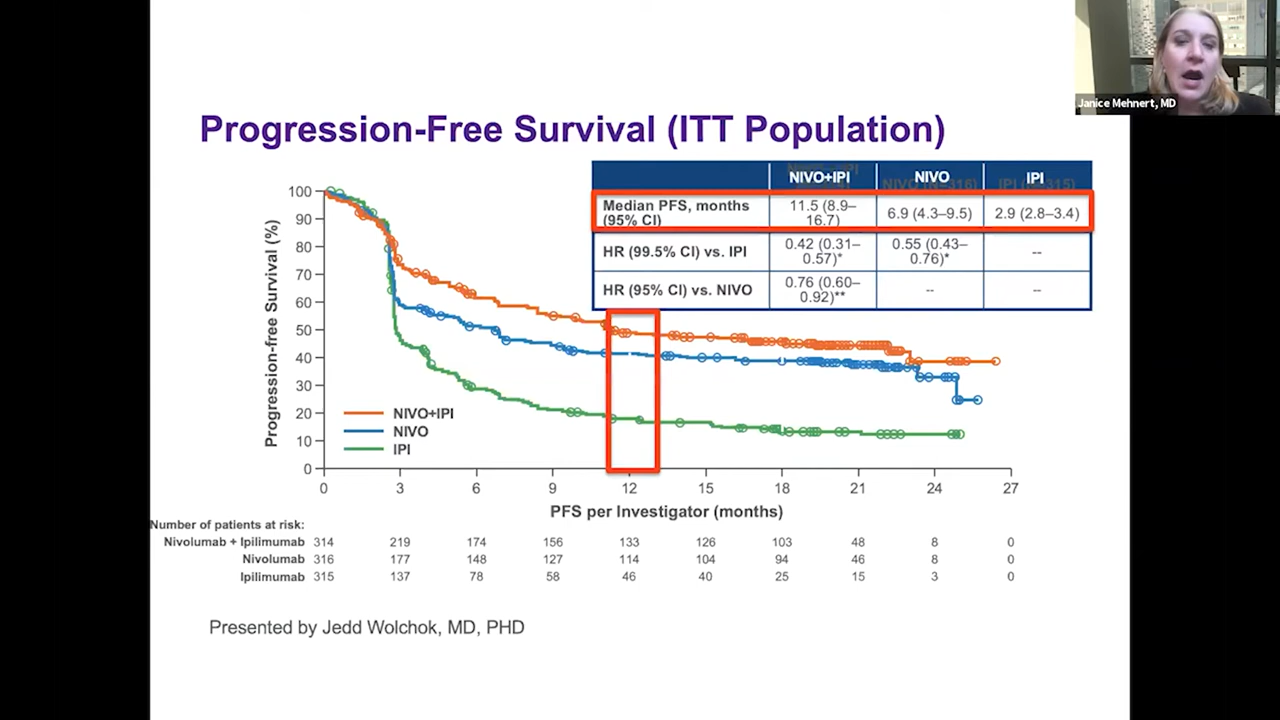 Janice Mehnert, MD
Progression-Free Survival (ITT Population)
NIVO+IPI NIVO IPI
NIVO (N=316)
Median PFS, months (95% CI) 11.5 (8.9–16.7) 6.9 (4.3–9.5) 2.9 (2.8–3.4)
HR (99.5% CI) vs. IPI 0.42 (0.31–0.57)* 0.55 (0.43–0.76)* --
HR (95% CI) vs. NIVO 0.76 (0.60–0.92)** -- --
Progression-free Survival (%)
100
90
80
70
60
50
40
30
20
10
0
NIVO+IPI
NIVO
IPI
0 3 6 9 12 15 18 21 24 27
PFS per Investigator (months)
Number of patients at risk:
Nivolumab + Ipilimumab 314 219 174 156 133 126 103 48 8 0
Nivolumab 316 177 148 127 114 104 94 46 8 0
Ipilimumab 315 137 78 58 46 40 25 15 3 0
Presented by Jedd Wolchok, MD, PHD